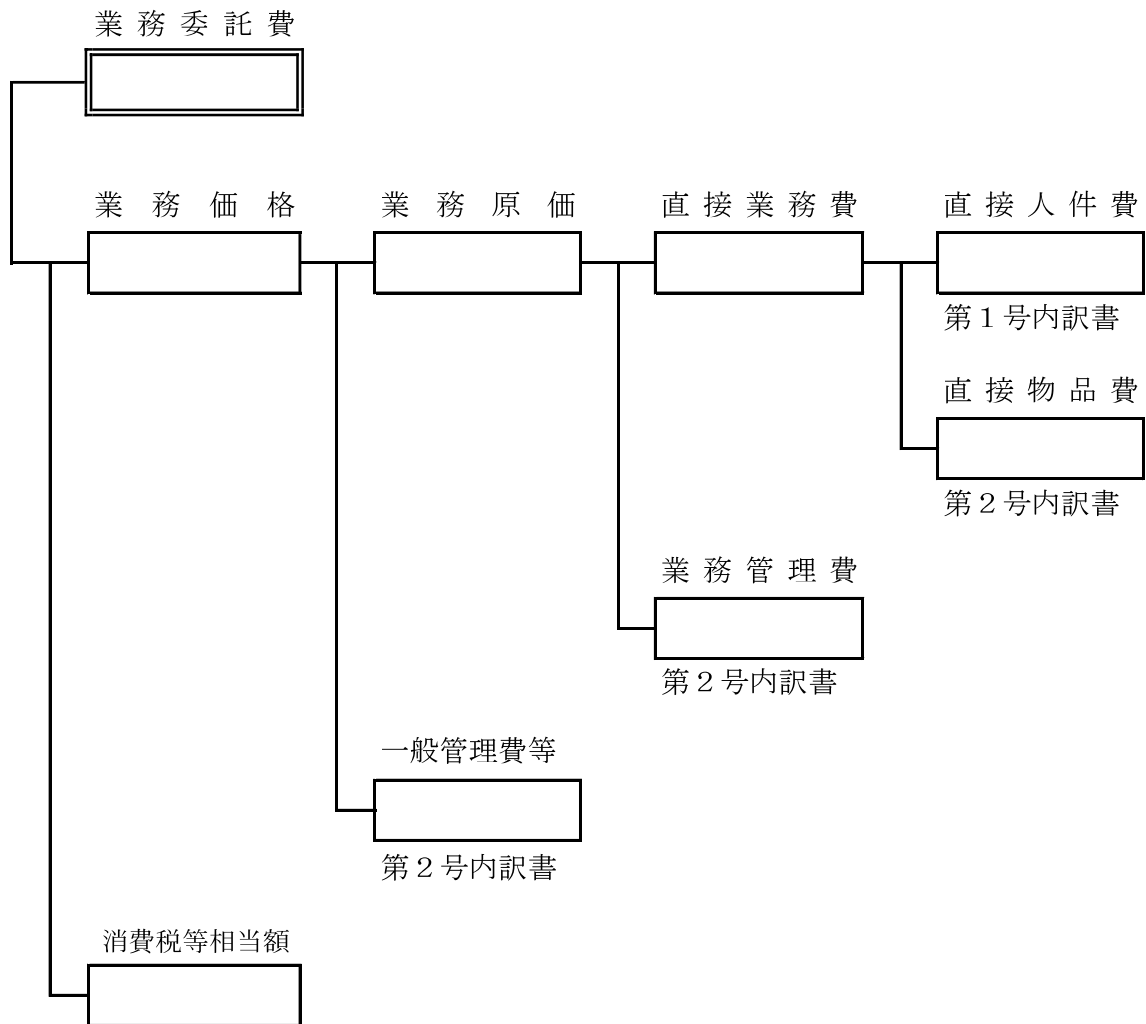 業務委託費
業務価格
業務原価
直接業務費
直接人件費
第１号内訳書
直接物品費
第２号内訳書
業務管理費
第２号内訳書
一般管理費等
第２号内訳書
消費税等相当額